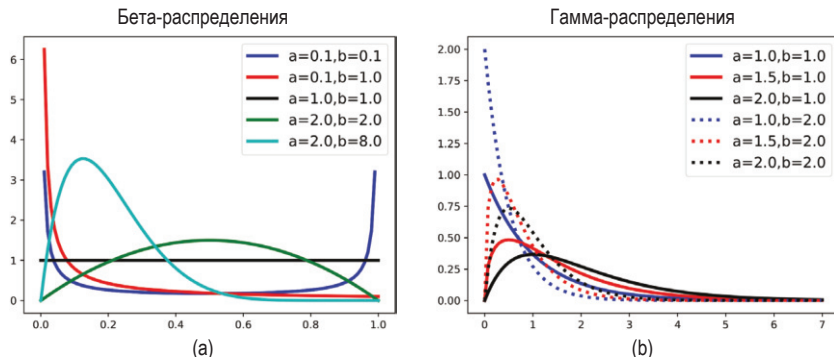 Бета-распределения
6
5
4
3
2
1
0
0.0 0.2 0.4 0.6 0.8 1.0
a=0.1,b=0.1
a=0.1,b=1.0
a=1.0,b=1.0
a=2.0,b=2.0
a=2.0,b=8.0
(a)
Гамма-распределения
2.00
1.75
1.50
1.25
1.00
0.75
0.50
0.25
0.00
0 1 2 3 4 5 6 7
a=1.0,b=1.0
a=1.5,b=1.0
a=2.0,b=1.0
a=1.0,b=2.0
a=1.5,b=2.0
a=2.0,b=2.0
(b)